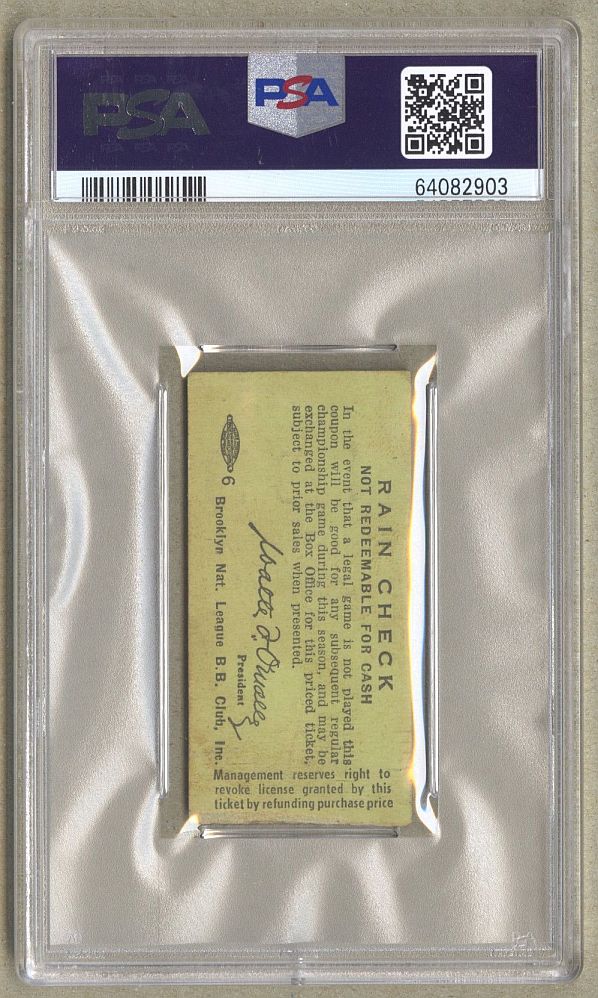 PSA
PSA
64082903
RAIN CHECK
NOT REDEEMABLE FOR CASH
In the event that a legal game is not played this
coupon will be good for any subsequent regular
championship game during this season, and may be
exchanged at the Box Office for this priced ticket,
subject to prior sales when presented.
Walter F. O'Malley
President
6 Brooklyn Nat. League B.B. Club, Inc.
Management reserves right to
revoke license granted by this
ticket by refunding purchase price